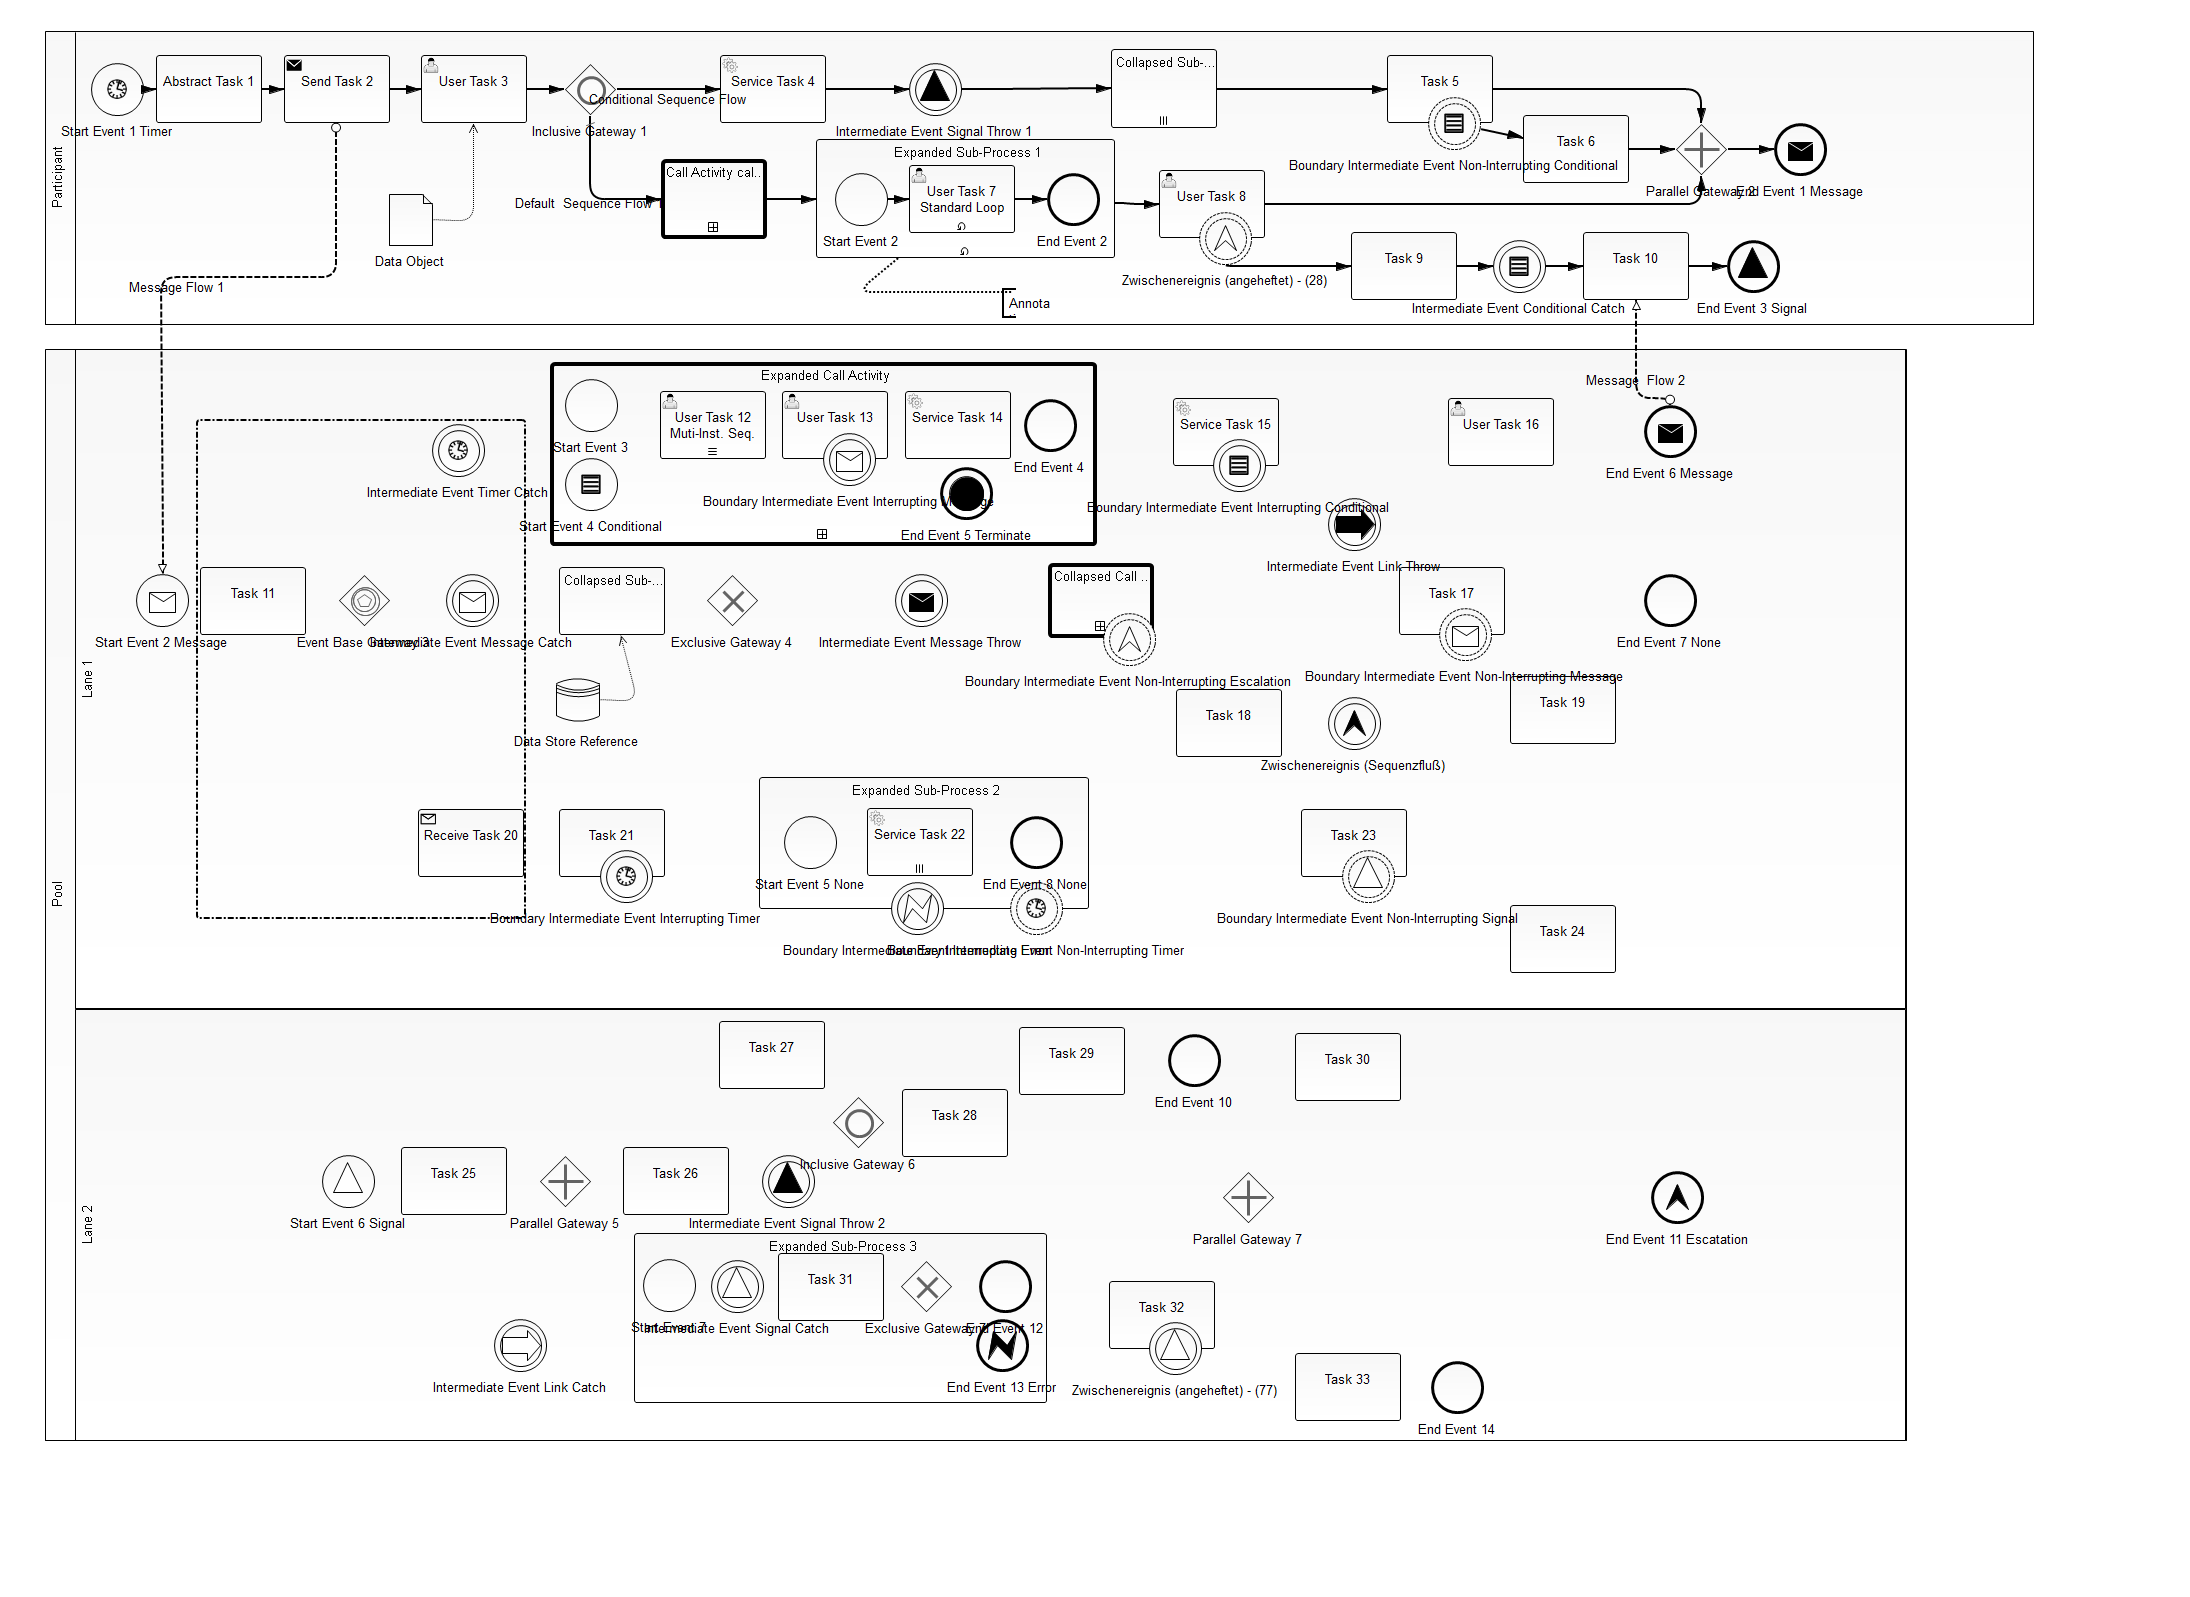 Participant
Abstract Task 1
Send Task 2
User Task 3
Service Task 4
Collapsed Sub-...
Task 5
Conditional Sequence Flow
Start Event 1 Timer
Inclusive Gateway 1
Intermediate Event Signal Throw 1
Task 6
Expanded Sub-Process 1
Boundary Intermediate Event Non-Interrupting Conditional
Call Activity cal..
User Task 7
Standard Loop
User Task 8
Parallel Gateway 2
End Event 1 Message
Default  Sequence Flow 1
Start Event 2
End Event 2
Data Object
Task 9
Task 10
Zwischenereignis (angeheftet) - (28)
Message Flow 1
Annota
Intermediate Event Conditional Catch
End Event 3 Signal
Pool
Lane 1
Expanded Call Activity
Message  Flow 2
User Task 12
Muti-Inst. Seq.
User Task 13
Service Task 14
Service Task 15
User Task 16
Start Event 3
End Event 4
End Event 6 Message
Intermediate Event Timer Catch
Boundary Intermediate Event Interrupting Message
Boundary Intermediate Event Interrupting Conditional
Start Event 4 Conditional
End Event 5 Terminate
Intermediate Event Link Throw
Collapsed Sub-...
Collapsed Call ..
Task 11
Task 17
Start Event 2 Message
Event Base Gateway 3
Intermediate Event Message Catch
Exclusive Gateway 4
Intermediate Event Message Throw
End Event 7 None
Boundary Intermediate Event Non-Interrupting Escalation
Boundary Intermediate Event Non-Interrupting Message
Task 18
Task 19
Data Store Reference
Zwischenereignis (Sequenzfluß)
Expanded Sub-Process 2
Receive Task 20
Task 21
Service Task 22
Task 23
Start Event 5 None
End Event 8 None
Boundary Intermediate Event Interrupting Timer
Boundary Intermediate Event Non-Interrupting Signal
Task 24
Boundary Intermediate Event Interrupting Error
Boundary Intermediate Event Non-Interrupting Timer
Lane 2
Task 27
Task 29
Task 30
End Event 10
Task 28
Inclusive Gateway 6
Task 25
Task 26
Start Event 6 Signal
Parallel Gateway 5
Intermediate Event Signal Throw 2
Parallel Gateway 7
End Event 11 Escatation
Expanded Sub-Process 3
Task 31
Task 32
Start Event 7
Intermediate Event Signal Catch
Exclusive Gateway 7
End Event 12
Intermediate Event Link Catch
End Event 13 Error
Zwischenereignis (angeheftet) - (77)
Task 33
End Event 14